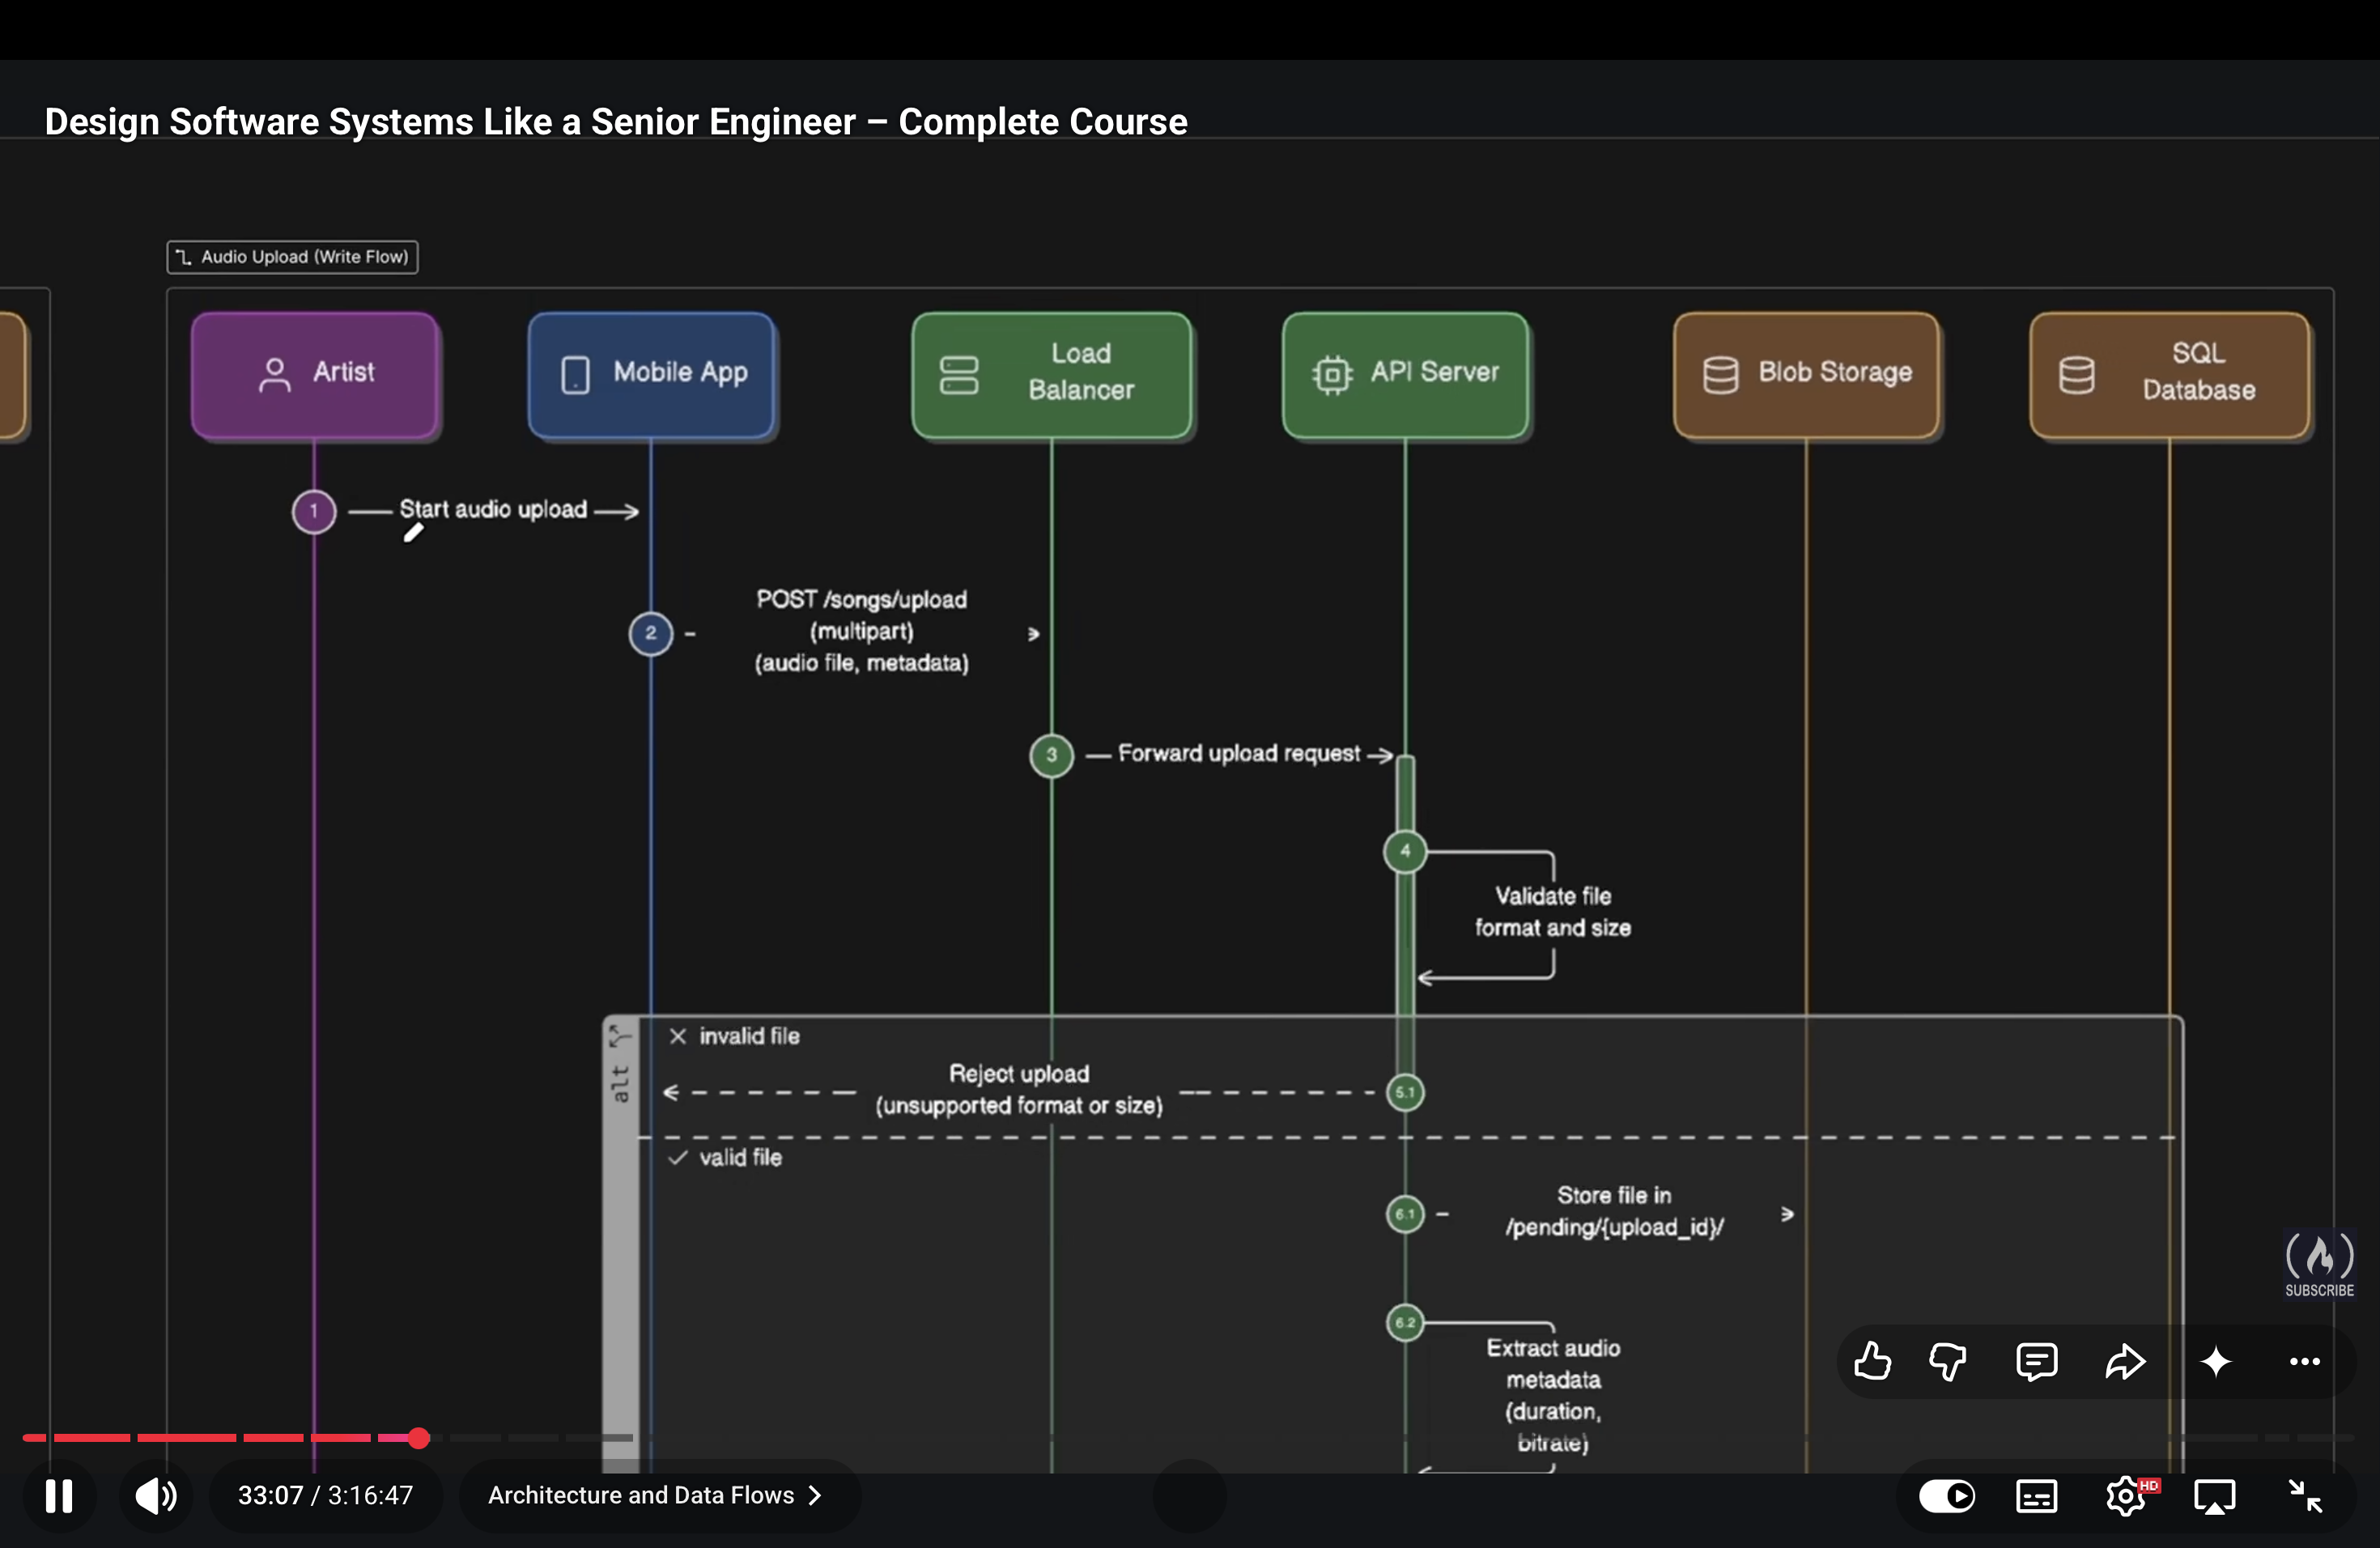 Design Software Systems Like a Senior Engineer – Complete Course
Audio Upload (Write Flow)
Artist
Mobile App
Load
Balancer
API Server
Blob Storage
SQL
Database
1
Start audio upload
2
POST /songs/upload
(multipart)
(audio file, metadata)
3
Forward upload request
4
Validate file
format and size
alt
invalid file
Reject upload
(unsupported format or size)
5.1
valid file
6.1
Store file in
/pending/{upload_id}/
6.2
Extract audio
metadata
(duration,
bitrate)
SUBSCRIBE
33:07 / 3:16:47
Architecture and Data Flows
HD